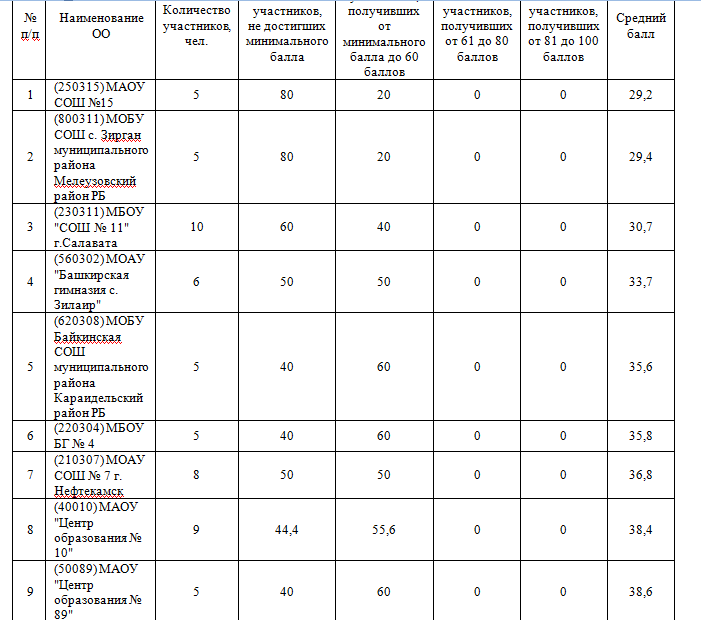 №
п/п
Наименование
ОО
Количество
участников,
чел.
участников,
не достигших
минимального
балла
получивших
от
минимального
балла до 60
баллов
участников,
получивших
от 61 до 80
баллов
участников,
получивших
от 81 до 100
баллов
Средний
балл
1
(250315) МАОУ
СОШ №15
5
80
20
0
0
29,2
2
(800311) МОБУ
СОШ с. Зирган
муниципального
района
Мелеузовский
район РБ
5
80
20
0
0
29,4
3
(230311) МБОУ
"СОШ № 11"
г.Салавата
10
60
40
0
0
30,7
4
(560302) МОАУ
"Башкирская
гимназия с.
Зилаир"
6
50
50
0
0
33,7
5
(620308) МОБУ
Байкинская
СОШ
муниципального
района
Караидельский
район РБ
5
40
60
0
0
35,6
6
(220304) МБОУ
БГ № 4
5
40
60
0
0
35,8
7
(210307) МОАУ
СОШ № 7 г.
Нефтекамск
8
50
50
0
0
36,8
8
(40010) МАОУ
"Центр
образования №
10"
9
44,4
55,6
0
0
38,4
9
(50089) МАОУ
"Центр
образования №
89"
5
40
60
0
0
38,6